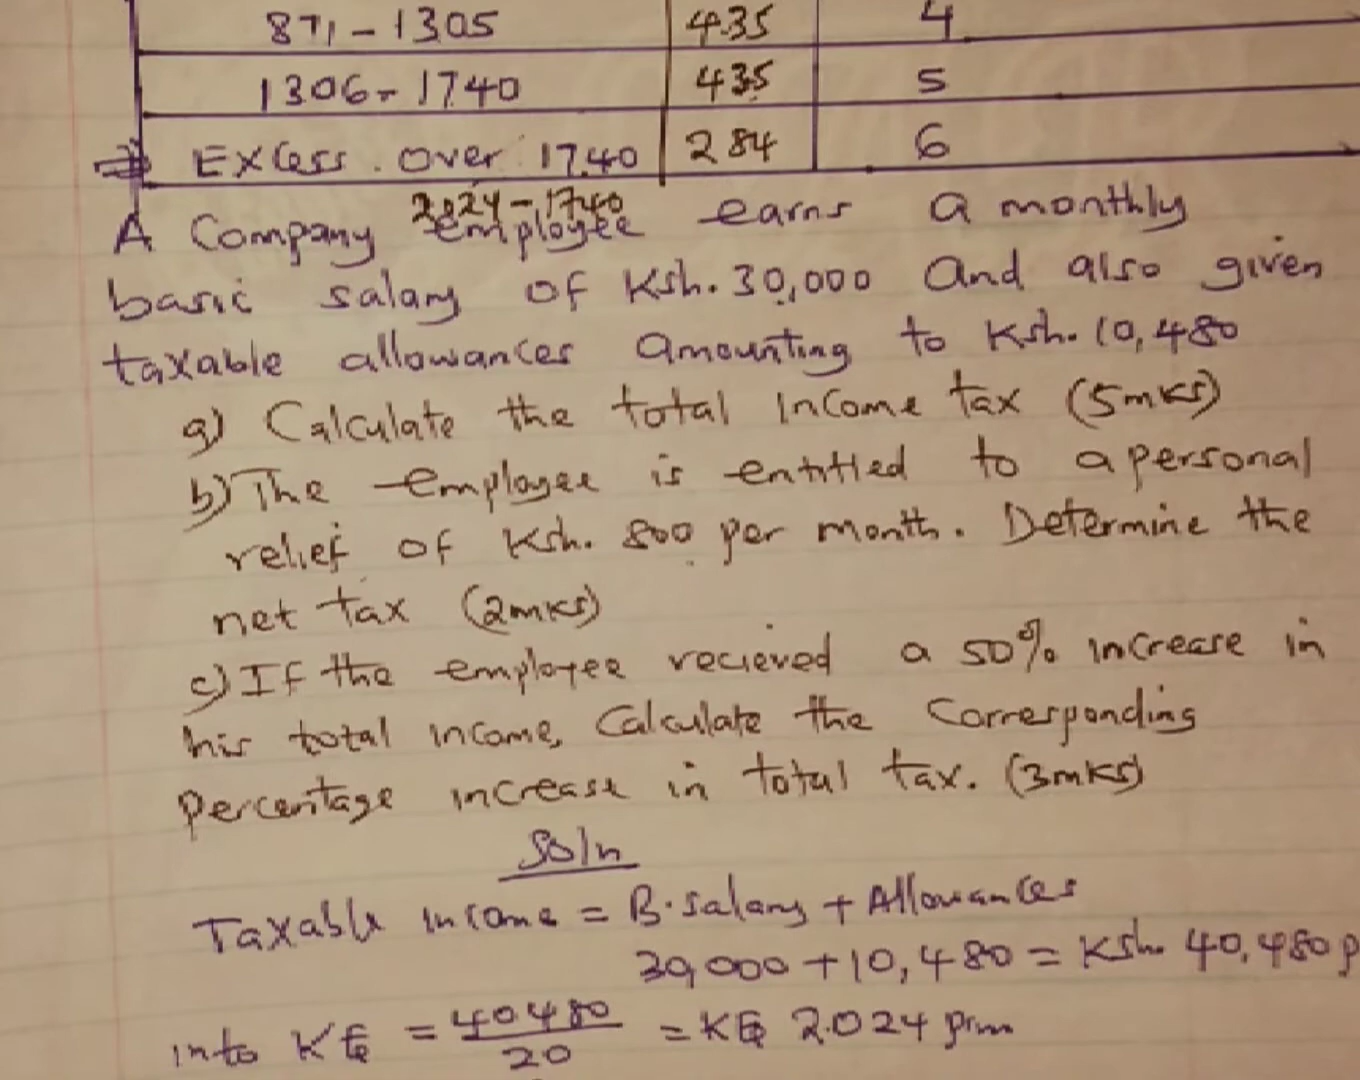 871 - 1305 435 4
1306 - 1740 435 5
Excess over 1740 284 6
2024 - 1740
A Company employee earns a monthly
basic salary of Ksh. 30,000 and also given
taxable allowances amounting to Ksh. 10,480
a) Calculate the total income tax (5mks)
b) The employee is entitled to a personal
relief of Ksh. 800 per month. Determine the
net tax (2mks)
c) If the employee recieved a 50% increase in
his total income, Calculate the corresponding
percentage increase in total tax. (3mks)
Soln
Taxable income = B.salary + Allowances
30,000 + 10,480 = Ksh. 40,480 p
into K£ = 40480 / 20 = K£ 2024 p.m